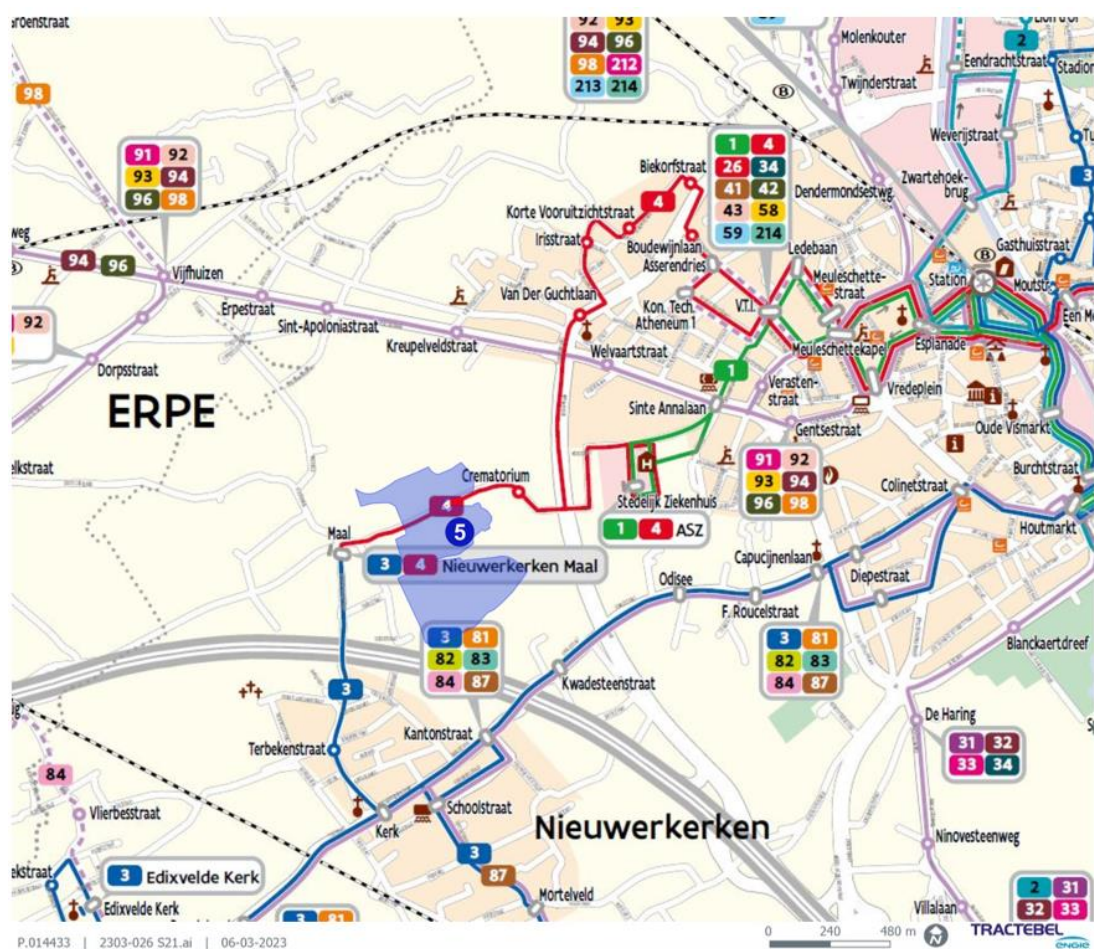 92 93
94 96
98 212
213 214
Molenkouter
2
Eendrachtstraat
Stadion
Twijnderstraat
98
Weverijstraat
91 92
93 94
96 98
1 4
26 34
41 42
43 58
59 214
Biekorfstraat
Dendermondsestwg.
Zwartehoek-
brug
3
4
Korte Vooruitzichtstraat
Irisstraat
Boudewijnlaan
Asserendries
Ledebaan
Gasthuisstraat
94 96
Vijfhuizen
Meuleschette-
straat
Station
Moutstr.
Erpestraat
Van Der Guchtlaan
Kon. Tech.
Atheneum 1
V.T.I.
92
Sint-Apoloniastraat
Kreupelveldstraat
Welvaartstraat
Meuleschettekapel
Esplanade
Dorpsstraat
1
Verasten-
straat
Vredeplein
ERPE
Sinte Annalaan
Gentsestraat
Oude Vismarkt
91 92
93 94
96 98
Burchtstraat
Crematorium
H
Stedelijk Ziekenhuis
Colinetstraat
4
5
Maal
1 4 ASZ
Houtmarkt
3 4 Nieuwerkerken Maal
Capucijnenlaan
Odisee
Diepestraat
F. Roucelstraat
3 81
82 83
84 87
3 81
82 83
84 87
Blanckaertdreef
Kwadesteenstraat
3
De Haring
Terbekenstraat
Kantonstraat
31 32
33 34
84
Vlierbesstraat
Schoolstraat
Kerk
Nieuwerkerken
Ninovesteenweg
3
87
3 Edixvelde Kerk
2 31
32 33
Edixvelde Kerk
Mortelveld
Villalaan
3 81
0 240 480 m
TRACTEBEL
ENGIE
P.014433 | 2303-026 S21.ai | 06-03-2023